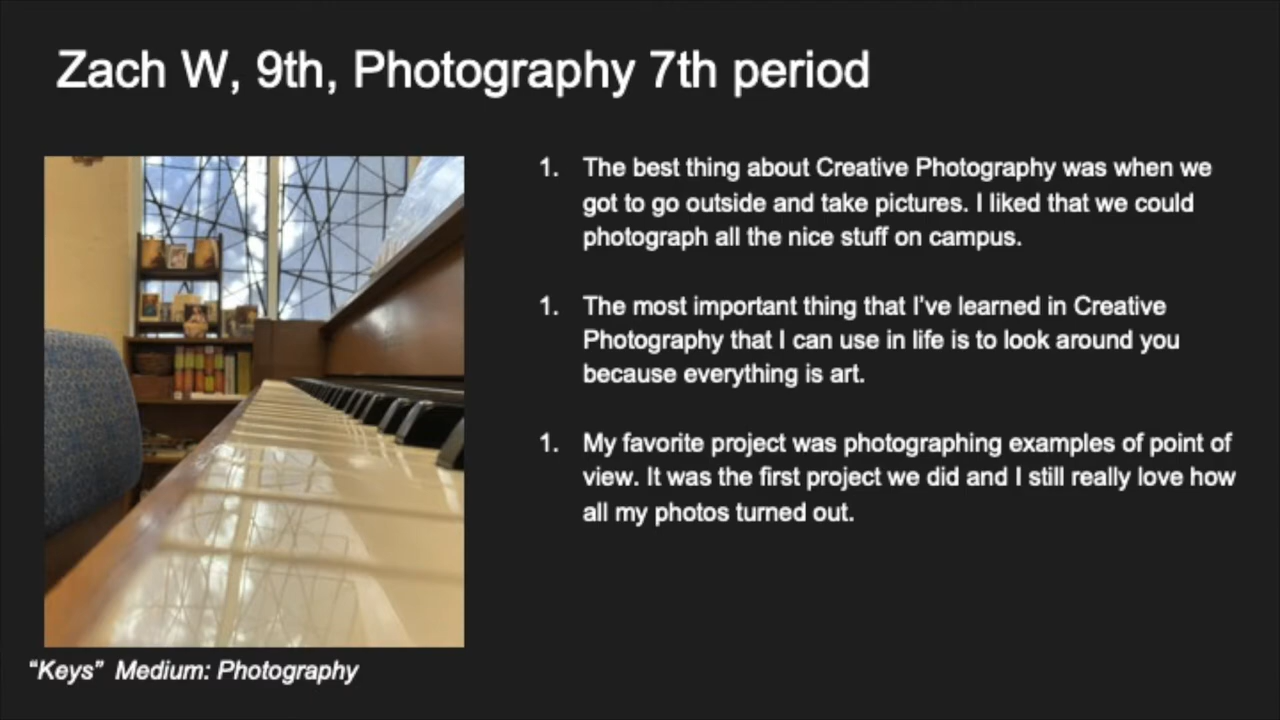 Zach W, 9th, Photography 7th period
1. The best thing about Creative Photography was when we
got to go outside and take pictures. I liked that we could
photograph all the nice stuff on campus.
1. The most important thing that I've learned in Creative
Photography that I can use in life is to look around you
because everything is art.
1. My favorite project was photographing examples of point of
view. It was the first project we did and I still really love how
all my photos turned out.
“Keys” Medium: Photography